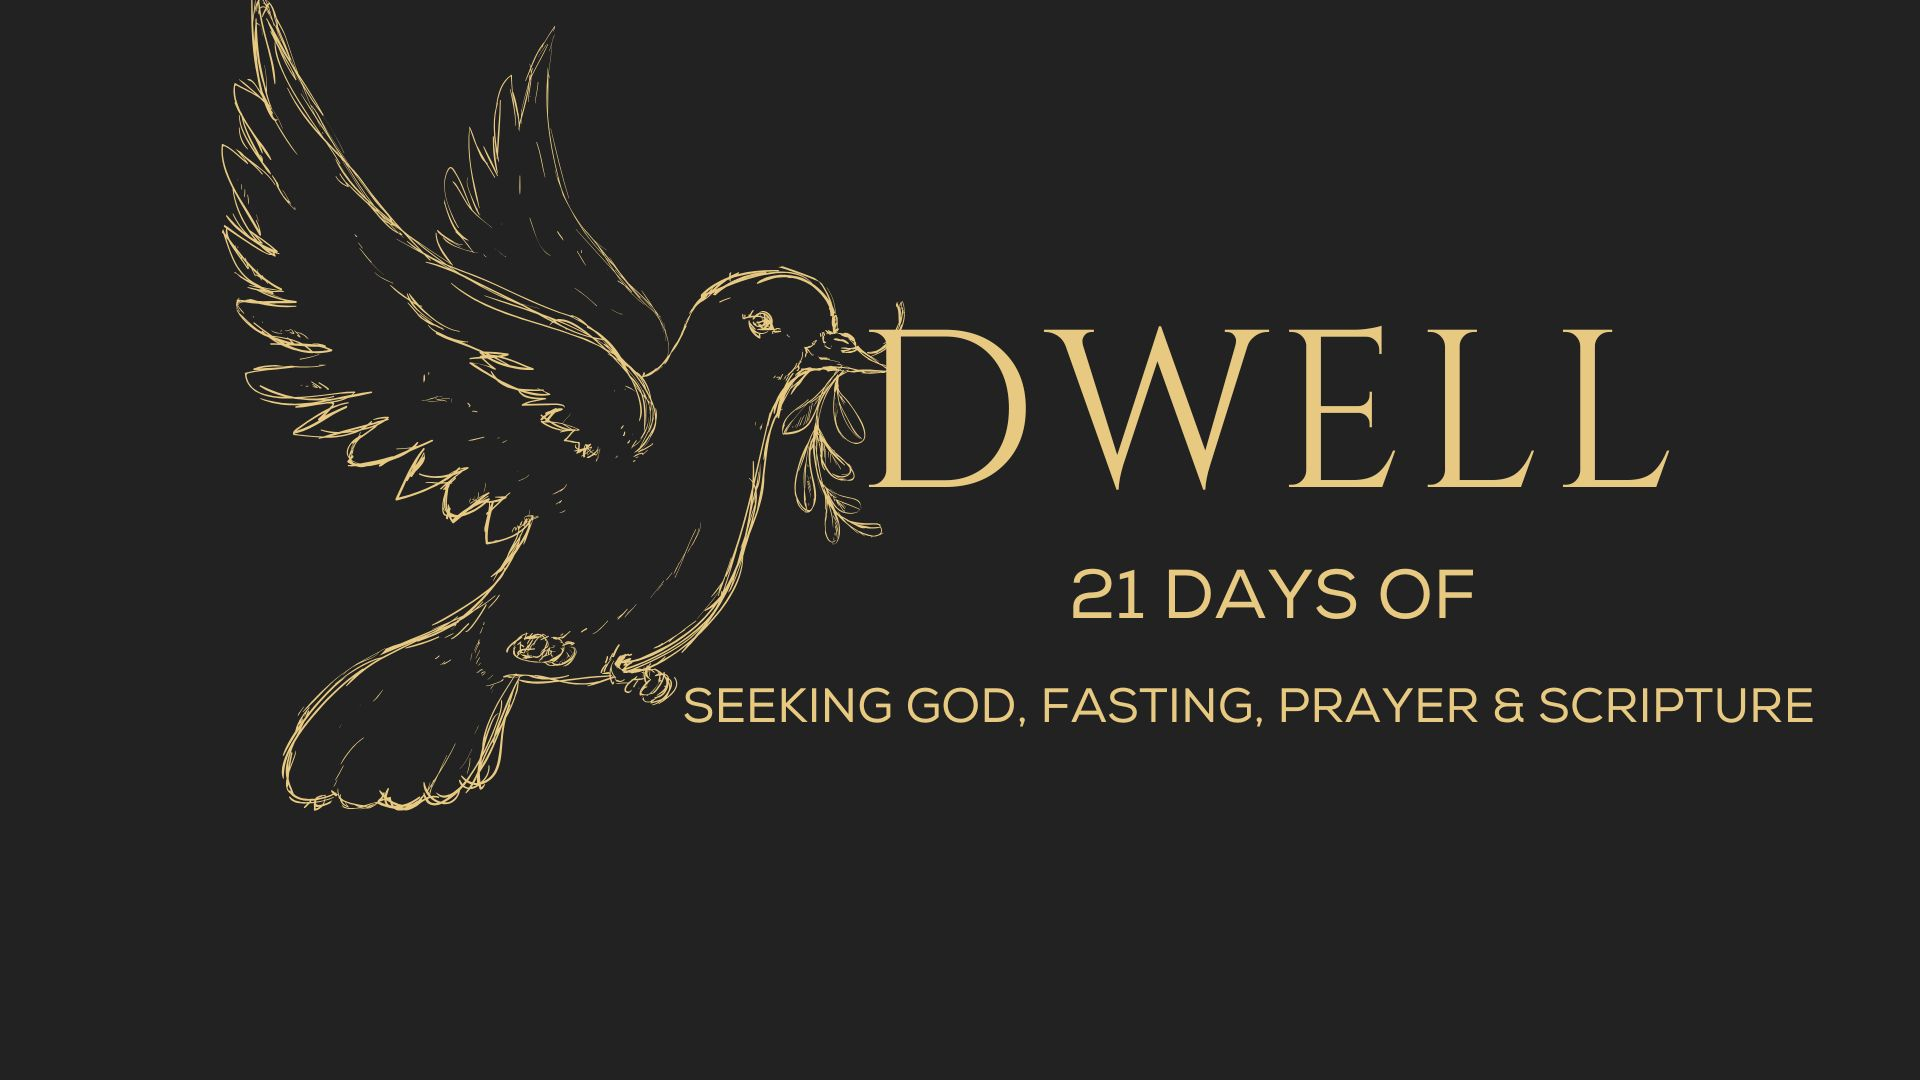 DWELL
21 DAYS OF
SEEKING GOD, FASTING, PRAYER & SCRIPTURE